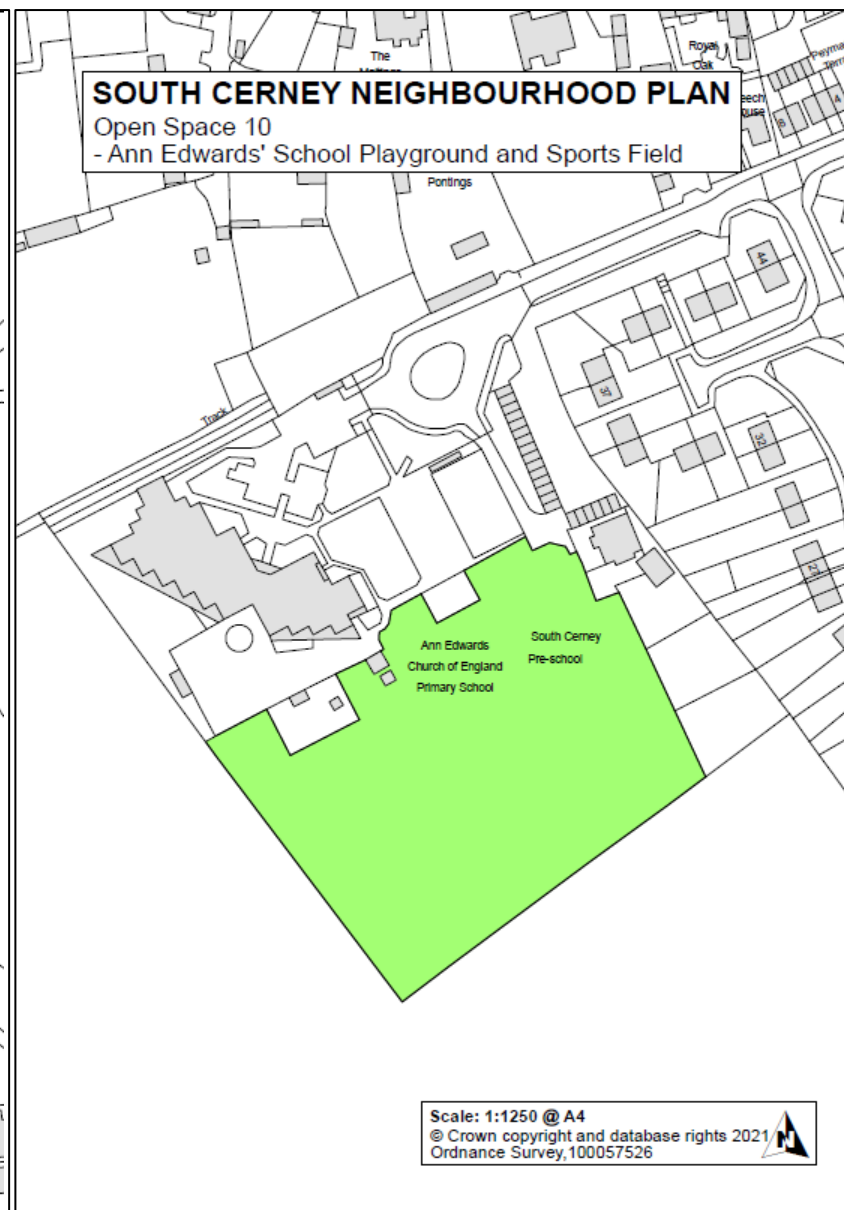 The
Royal
Oak
SOUTH CERNEY NEIGHBOURHOOD PLAN
Open Space 10
- Ann Edwards' School Playground and Sports Field
Pontings
8
4
44
37
32
Track
Ann Edwards
Church of England
Primary School
South Cerney
Pre-school
Scale: 1:1250 @ A4
© Crown copyright and database rights 2021
Ordnance Survey,100057526
N